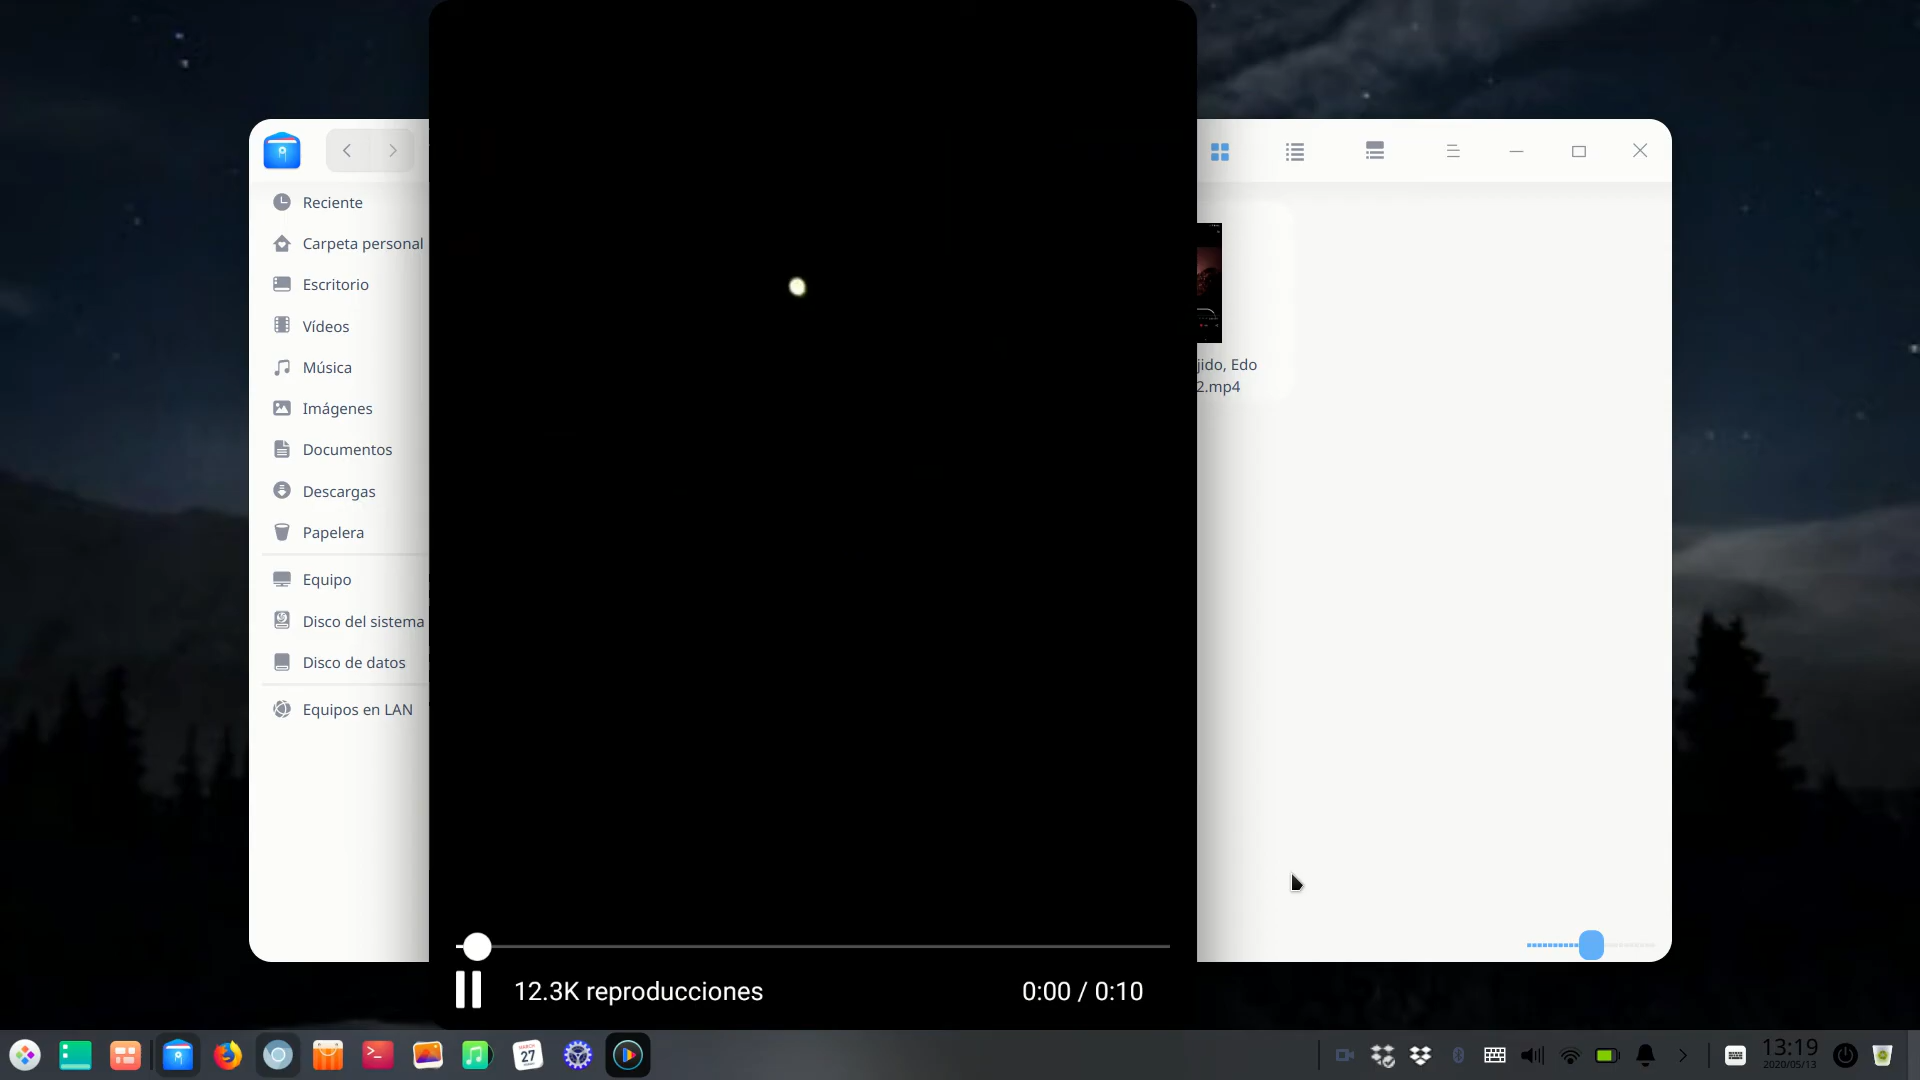 Reciente
Carpeta personal
Escritorio
Vídeos
Música
Imágenes
Documentos
Descargas
Papelera
Equipo
Disco del sistema
Disco de datos
Equipos en LAN
jido, Edo
2.mp4
12.3K reproducciones
0:00 / 0:10
MARCH
27
13:19
2020/05/13